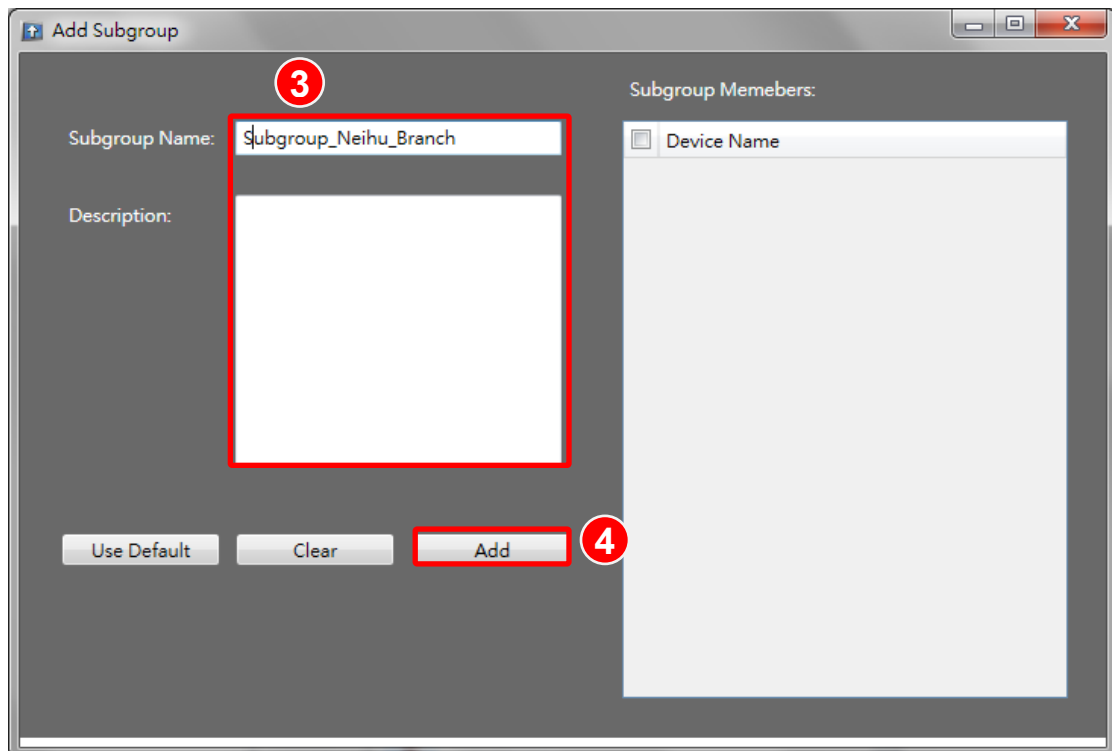 Add Subgroup
3
Subgroup Memebers:
Subgroup Name:
Subgroup_Neihu_Branch
Device Name
Description:
Use Default
Clear
Add
4